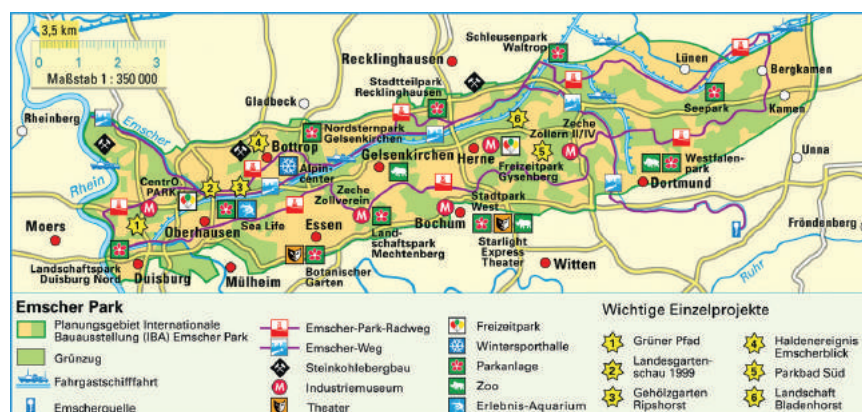 3,5 km
0 1 2 3
Maßstab 1 : 350 000
Schleusenpark
Waltrop
Recklinghausen
Stadtteilpark
Recklinghausen
Lünen
Bergkamen
Kamen
Seepark
Gladbeck
Rheinberg
Emscher
Nordsternpark
Gelsenkirchen
Zeche
Zollern II/IV
Bottrop
Alpin-
center
Gelsenkirchen
Herne
Freizeitpark
Gysenberg
Westfalen-
park
Unna
Rhein
CentrO
PARK
Zeche
Zollverein
Stadtpark
West
Dortmund
Moers
Oberhausen
Sea Life
Essen
Bochum
Land-
schaftspark
Mechtenberg
Starlight
Express
Theater
Fröndenberg
Landschaftspark
Duisburg Nord
Duisburg
Mülheim
Botanischer
Garten
Witten
Ruhr
1
2
3
4
5
6
M
M
M
M
M
Emscher Park
Planungsgebiet Internationale
Bauausstellung (IBA) Emscher Park
Grünzug
Fahrgastschifffahrt
Emscherquelle
Emscher-Park-Radweg
Emscher-Weg
Steinkohlebergbau
M Industriemuseum
Theater
Freizeitpark
Wintersporthalle
Parkanlage
Zoo
Erlebnis-Aquarium
Wichtige Einzelprojekte
1 Grüner Pfad
2 Landesgarten-
schau 1999
3 Gehölzgarten
Ripshorst
4 Haldenereignis
Emscherblick
5 Parkbad Süd
6 Landschaft
Bladenhorst